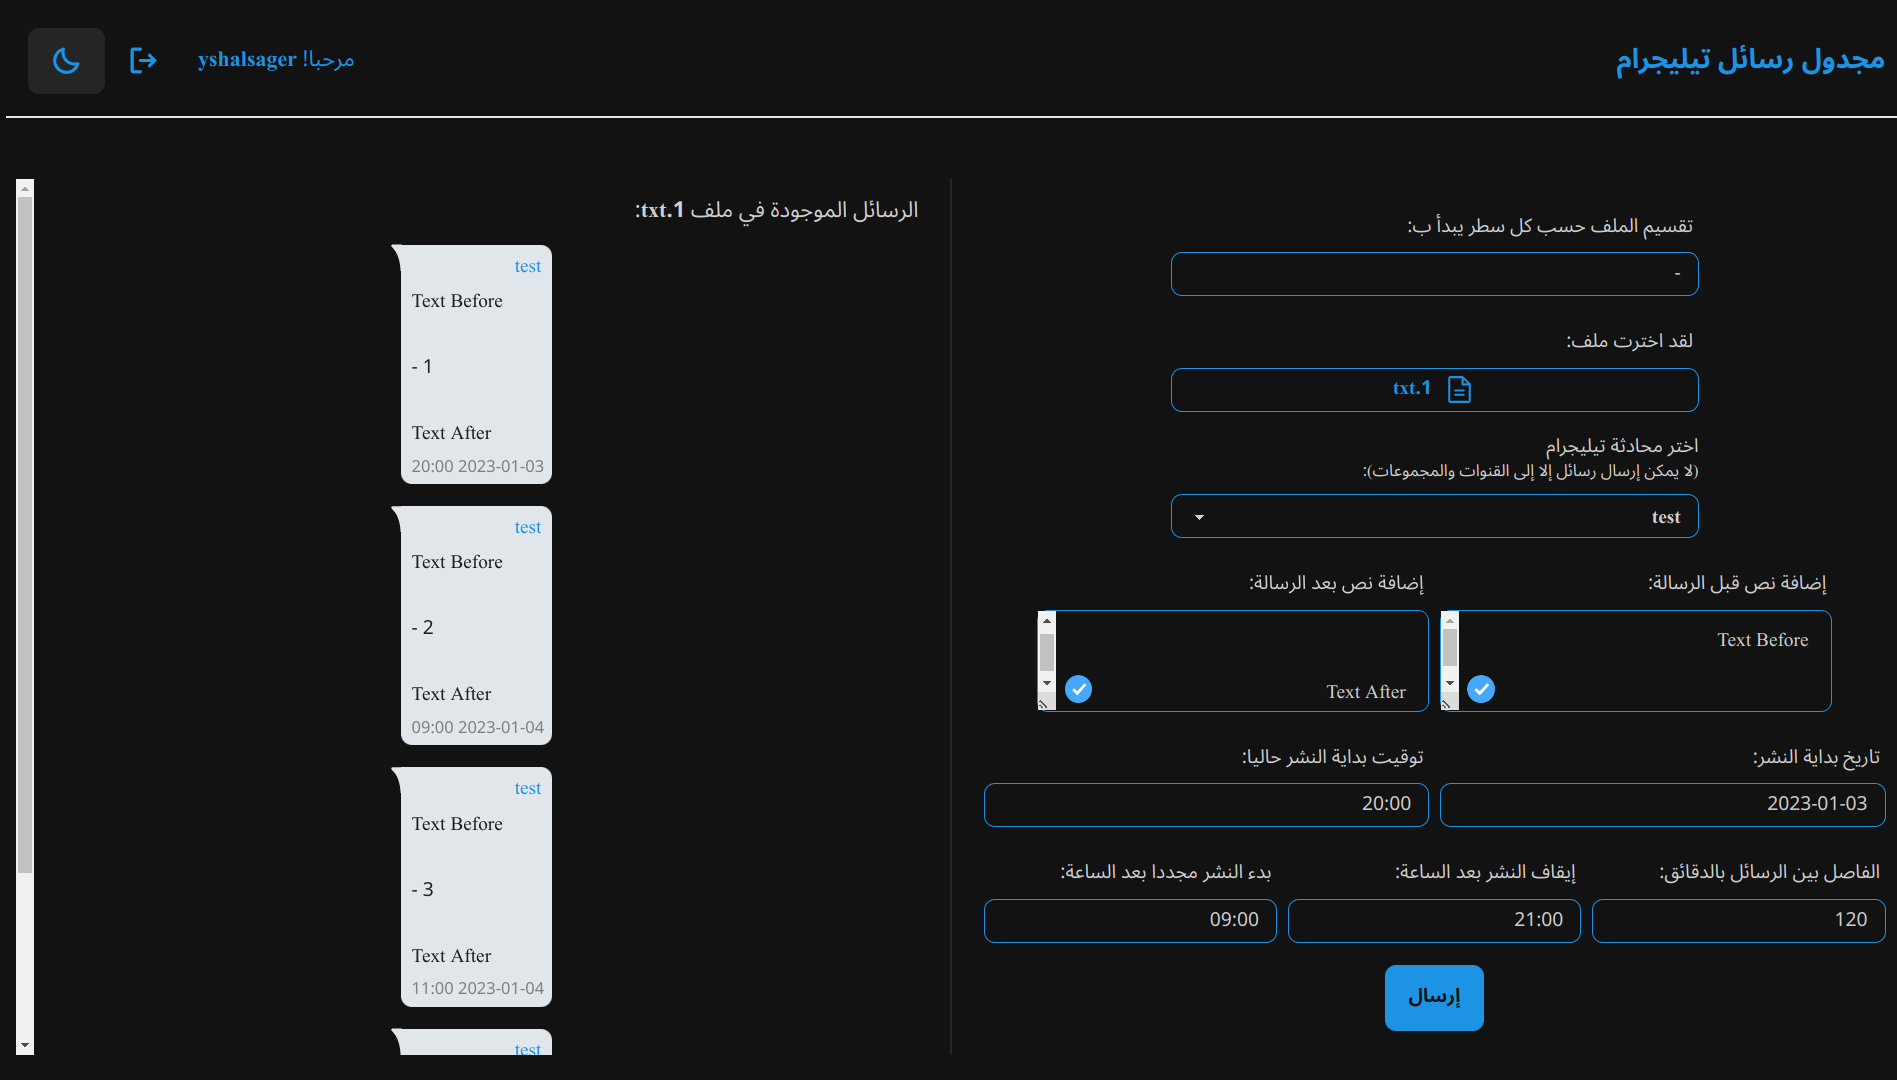 مجدول رسائل تيليجرام
مرحبا! yshalsager
تقسيم الملف حسب كل سطر يبدأ ب:
-
لقد اخترت ملف:
1.txt
اختر محادثة تيليجرام
(لا يمكن إرسال رسائل إلا إلى القنوات والمجموعات):
test
إضافة نص قبل الرسالة:
Text Before
إضافة نص بعد الرسالة:
Text After
تاريخ بداية النشر:
2023-01-03
توقيت بداية النشر حاليا:
20:00
الفاصل بين الرسائل بالدقائق:
120
إيقاف النشر بعد الساعة:
21:00
بدء النشر مجددا بعد الساعة:
09:00
إرسال
الرسائل الموجودة في ملف 1.txt:
test
Text Before
- 1
Text After
20:00 2023-01-03
test
Text Before
- 2
Text After
09:00 2023-01-04
test
Text Before
- 3
Text After
11:00 2023-01-04
test